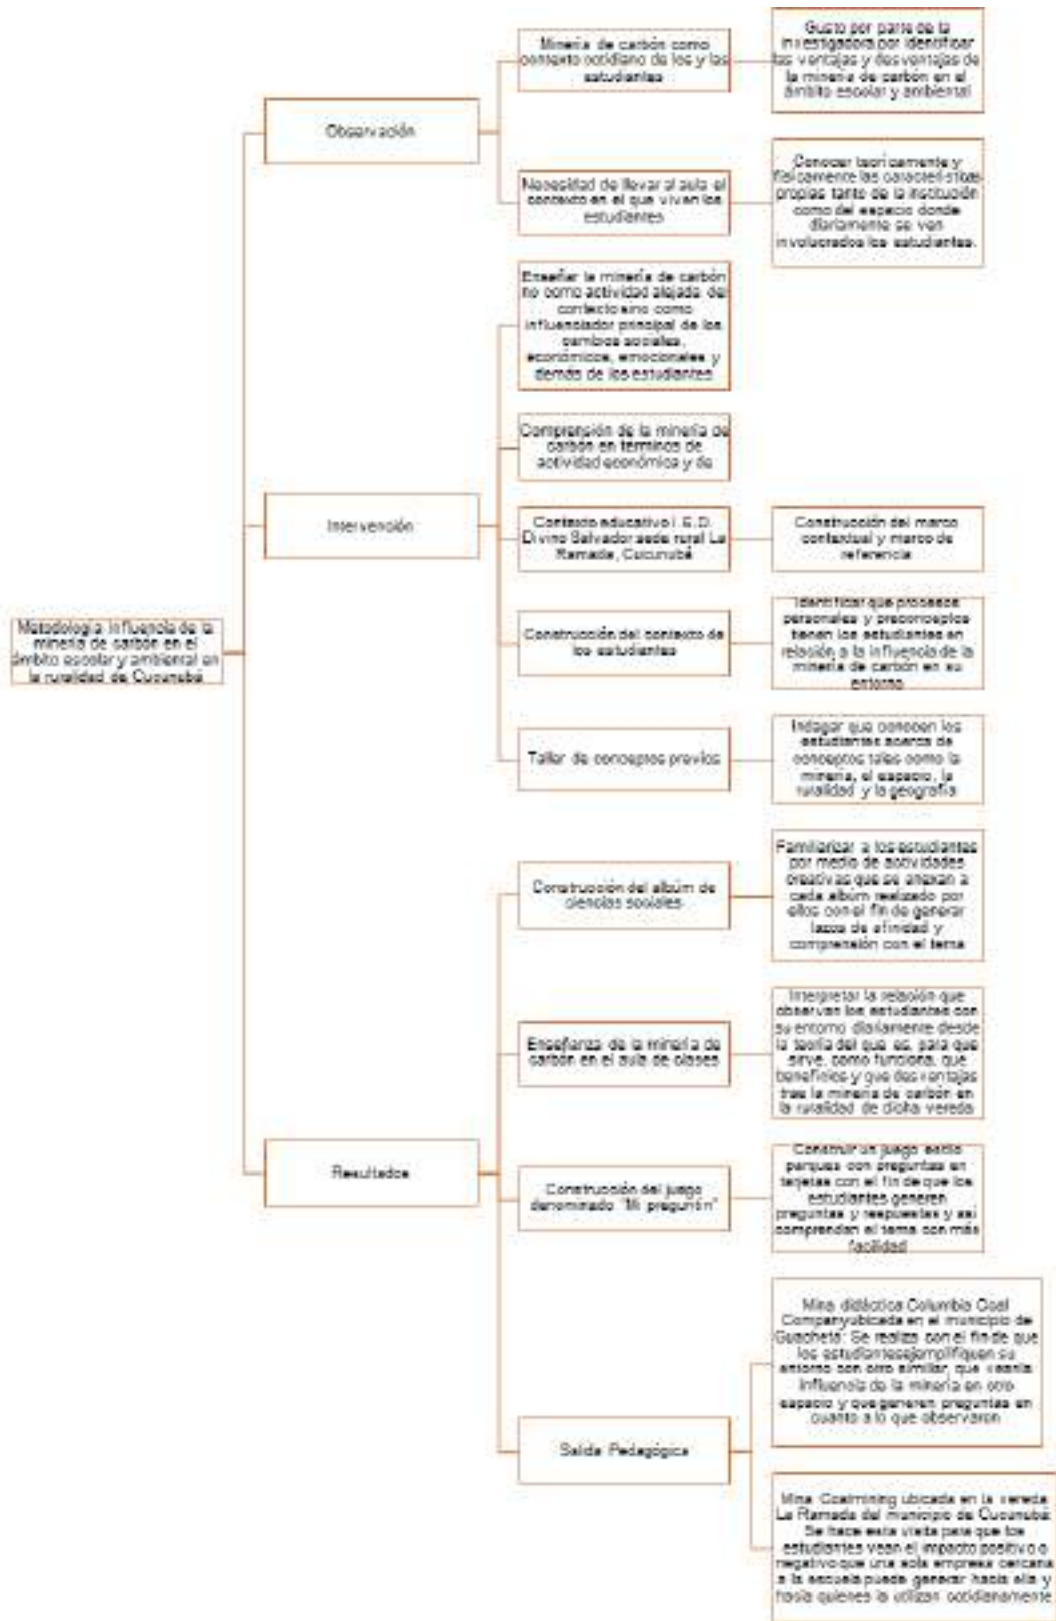 Metodología Influencia de la
minería de carbón en el
ámbito escolar y ambiental en
la ruralidad de Cucunubá
Observación
Minería de carbón como
contexto cotidiano de los y las
estudiantes
Gusto por parte de la
investigadora por identificar
las ventajas y desventajas de
la minería de carbón en el
ámbito escolar y ambiental
Necesidad de llevar al aula el
contexto en el que viven los
estudiantes
Conocer teóricamente y
físicamente las características
propias tanto de la institución
como del espacio donde
diariamente se ven
involucrados los estudiantes.
Intervención
Enseñar la minería de carbón
no como actividad alejada del
contexto sino como
influenciador principal de los
cambios sociales,
económicos, emocionales y
demás de los estudiantes
Comprensión de la minería de
carbón en términos de
actividad económica y de
Contexto educativo I.E.D.
Divino Salvador sede rural La
Ramada, Cucunubá
Construcción del marco
contextual y marco de
referencia
Construcción del contexto de
los estudiantes
Identificar que procesos
personales y preconceptos
tienen los estudiantes en
relación a la influencia de la
minería de carbón en su
entorno
Taller de conceptos previos
Indagar que conocen los
estudiantes acerca de
conceptos tales como la
minería, el espacio, la
ruralidad y la geografía
Resultados
Construcción del albúm de
ciencias sociales
Familiarizar a los estudiantes
por medio de actividades
creativas que se anexan a
cada albúm realizado por
ellos con el fin de generar
lazos de afinidad y
comprensión con el tema
Enseñanza de la minería de
carbón en el aula de clases
Interpretar la relación que
observan los estudiantes con
su entorno diariamente desde
la teoría del que es, para que
sirve, como funciona, que
beneficios y que desventajas
trae la minería de carbón en
la ruralidad de dicha vereda
Construcción del juego
denominado "Mi preguntín"
Construir un juego estilo
parques con preguntas en
tarjetas con el fin de que los
estudiantes generen
preguntas y respuestas y así
comprendan el tema con más
facilidad
Salida Pedagógica
Mina didáctica Columbia Coal
Companyubicada en el municipio de
Guachetá: Se realiza con el fin de que
los estudiantesejemplifiquen su
entorno con otro similar, que vean la
influencia de la minería en otro
espacio y que generen preguntas en
cuanto a lo que observaron
Mina Coalmining ubicada en la vereda
La Ramada del municipio de Cucunubá:
Se hace esta visita para que los
estudiantes vean el impacto positivo o
negativo que una sola empresa cercana
a la escuela puede generar hacia ella y
hacia quienes la utilizan cotidianamente